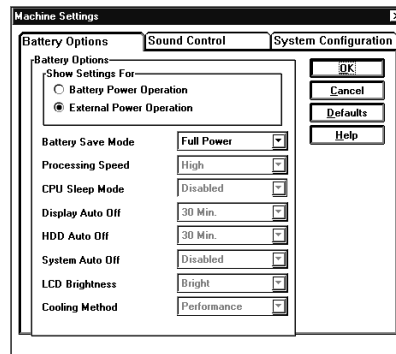 Machine Settings
Battery Options Sound Control System Configuration
Battery Options
Show Settings For
Battery Power Operation
External Power Operation
Battery Save Mode Full Power
Processing Speed High
CPU Sleep Mode Disabled
Display Auto Off 30 Min.
HDD Auto Off 30 Min.
System Auto Off Disabled
LCD Brightness Bright
Cooling Method Performance
OK
Cancel
Defaults
Help